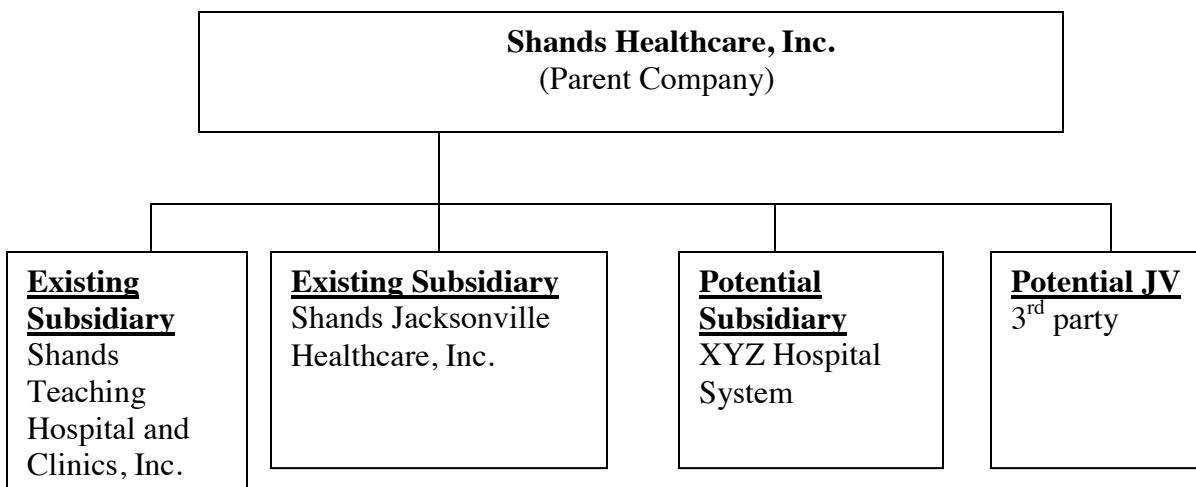 Shands Healthcare, Inc.
(Parent Company)
Existing
Subsidiary
Shands
Teaching
Hospital and
Clinics, Inc.
Existing Subsidiary
Shands Jacksonville
Healthcare, Inc.
Potential
Subsidiary
XYZ Hospital
System
Potential JV
3rd party